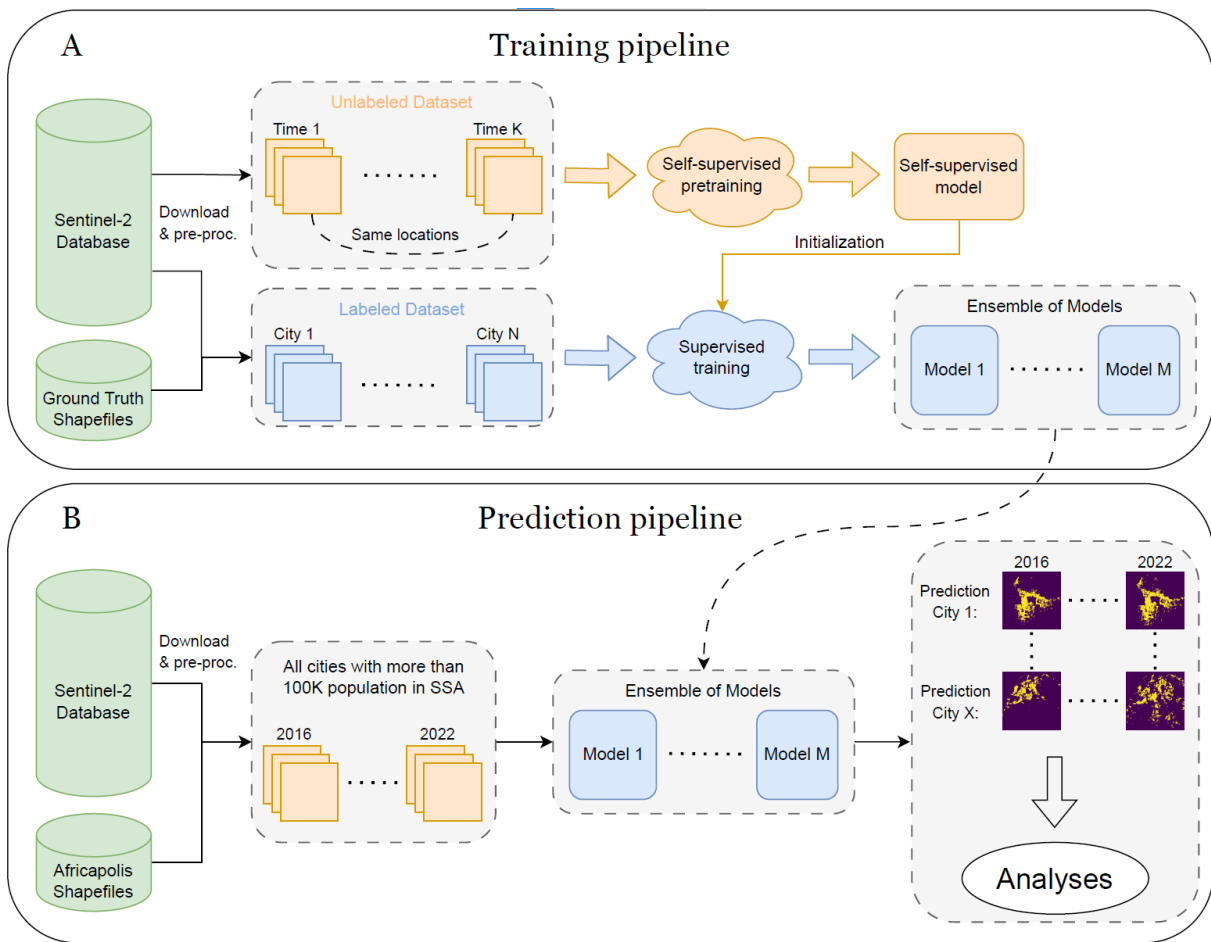 A
Training pipeline
Unlabeled Dataset
Time 1
Time K
Same locations
Sentinel-2
Database
Download
& pre-proc.
Self-supervised
pretraining
Self-supervised
model
Initialization
Labeled Dataset
City 1
City N
Ground Truth
Shapefiles
Supervised
training
Ensemble of Models
Model 1
Model M
B
Prediction pipeline
Sentinel-2
Database
Download
& pre-proc.
Africapolis
Shapefiles
All cities with more than
100K population in SSA
2016
2022
Ensemble of Models
Model 1
Model M
2016
2022
Prediction
City 1:
Prediction
City X:
Analyses